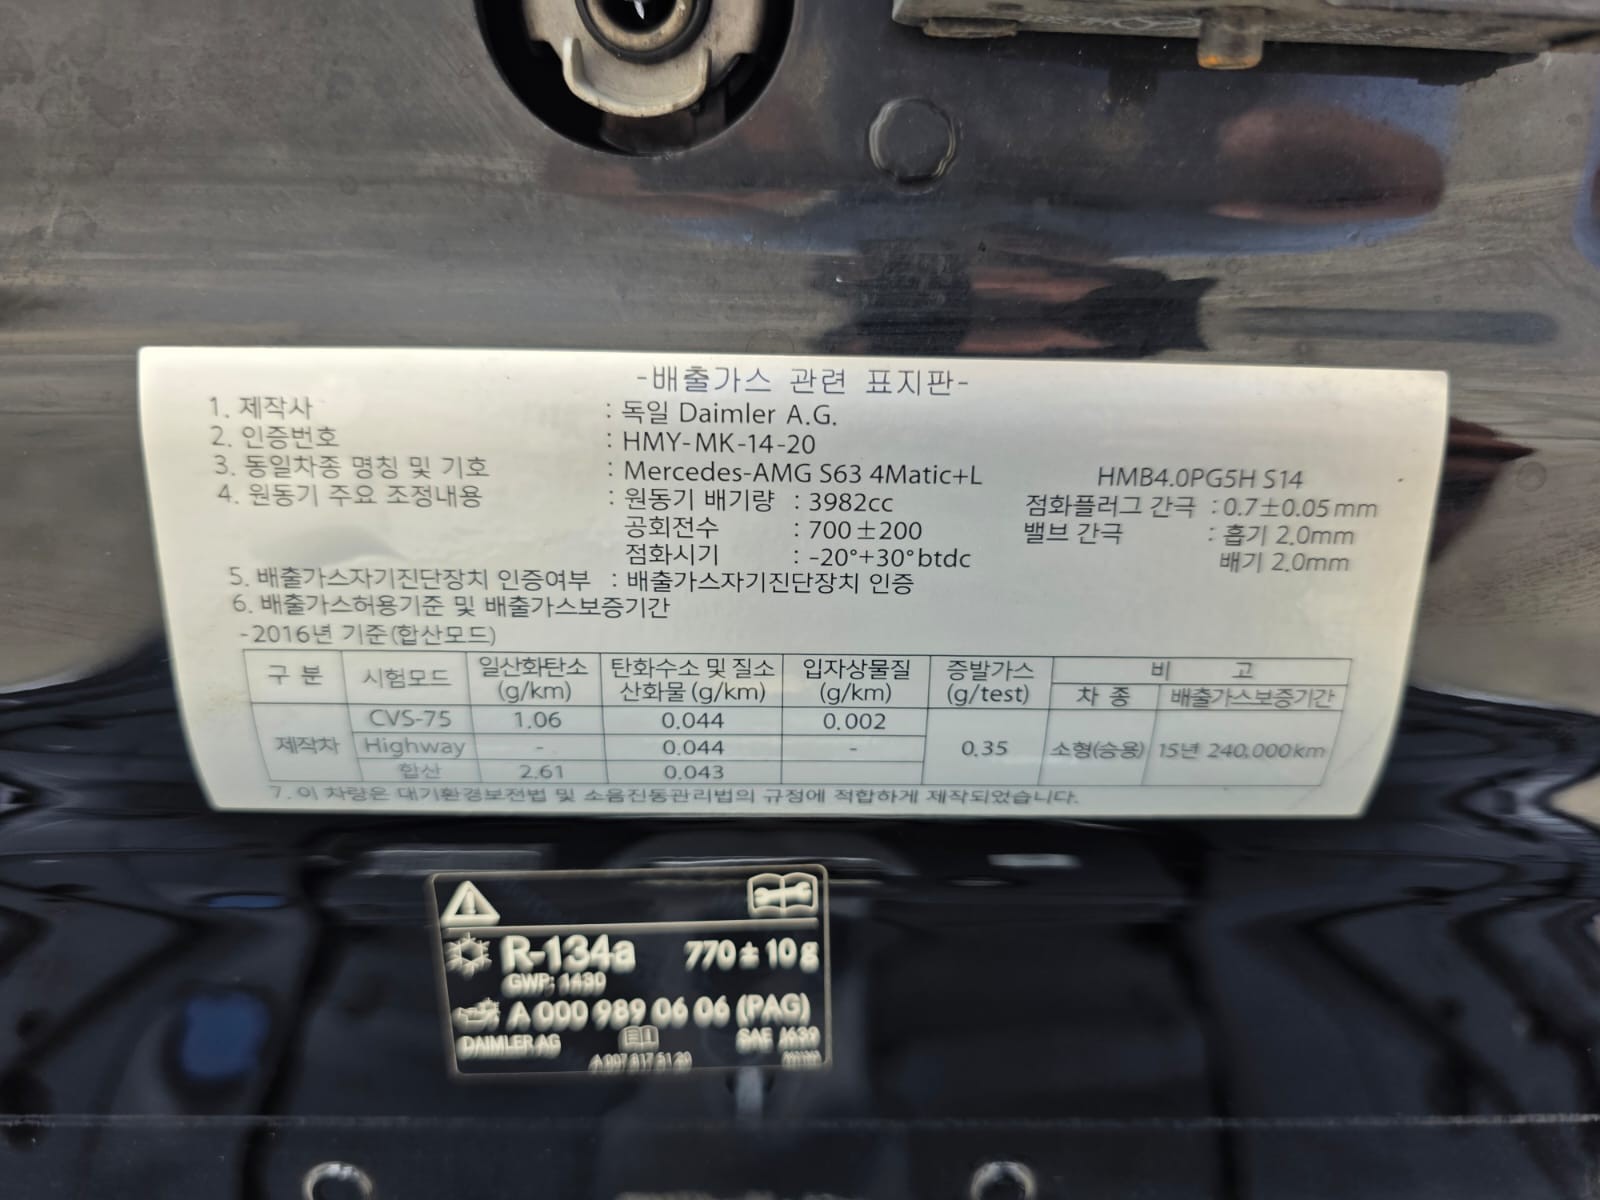 -배출가스 관련 표지판-
1. 제작사 : 독일 Daimler A.G.
2. 인증번호 : HMY-MK-14-20
3. 동일차종 명칭 및 기호 : Mercedes-AMG S63 4Matic+L HMB4.0PG5H S14
4. 원동기 주요 조정내용 : 원동기 배기량 : 3982cc 점화플러그 간극 : 0.7±0.05mm
공회전수 : 700±200 밸브 간극 : 흡기 2.0mm
점화시기 : -20°+30°btdc 배기 2.0mm
5. 배출가스자기진단장치 인증여부 : 배출가스자기진단장치 인증
6. 배출가스허용기준 및 배출가스보증기간
-2016년 기준(합산모드)
구 분 시험모드 일산화탄소 (g/km) 탄화수소 및 질소 산화물 (g/km) 입자상물질 (g/km) 증발가스 (g/test) 비 고
차 종 배출가스보증기간
제작차 CVS-75 1.06 0.044 0.002 0.35 소형(승용) 15년 240,000km
Highway - 0.044 -
합산 2.61 0.043
7. 이 차량은 대기환경보전법 및 소음진동관리법의 규정에 적합하게 제작되었습니다.
R-134a 770 ± 10 g
GWP: 1430
A 000 989 06 06 (PAG)
DAIMLER AG SAE J639
A 007 817 51 20